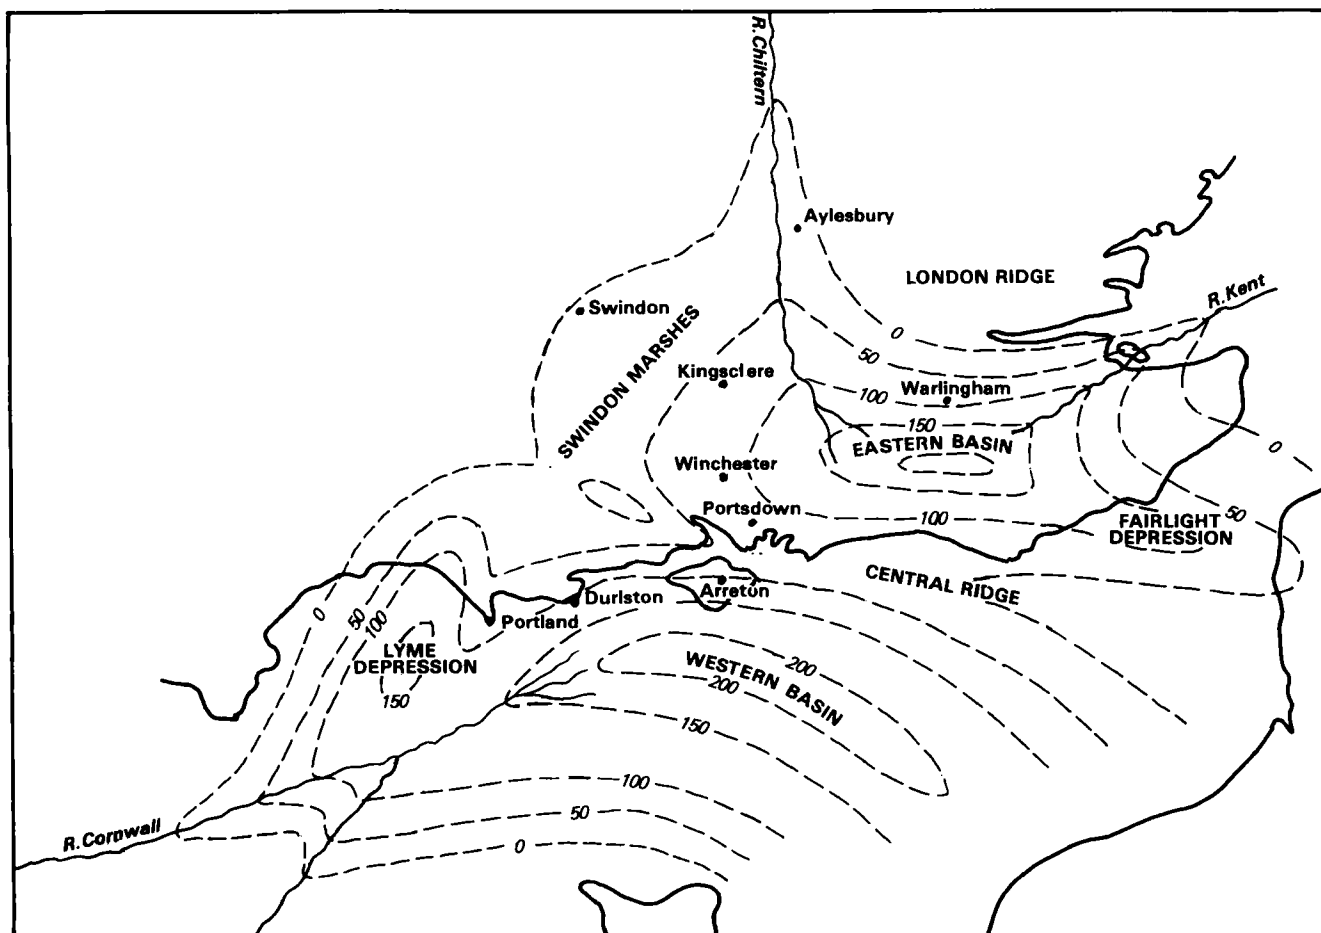 R. Chiltern
Aylesbury
LONDON RIDGE
R. Kent
Swindon
0
SWINDON MARSHES
50
Kingsclere
100
Warlingham
150
EASTERN BASIN
0
Winchester
Portsdown
100
FAIRLIGHT
DEPRESSION
50
CENTRAL RIDGE
Arreton
Durlston
Portland
0
50
100
LYME
DEPRESSION
150
WESTERN BASIN
200
200
150
100
50
0
R. Cornwall